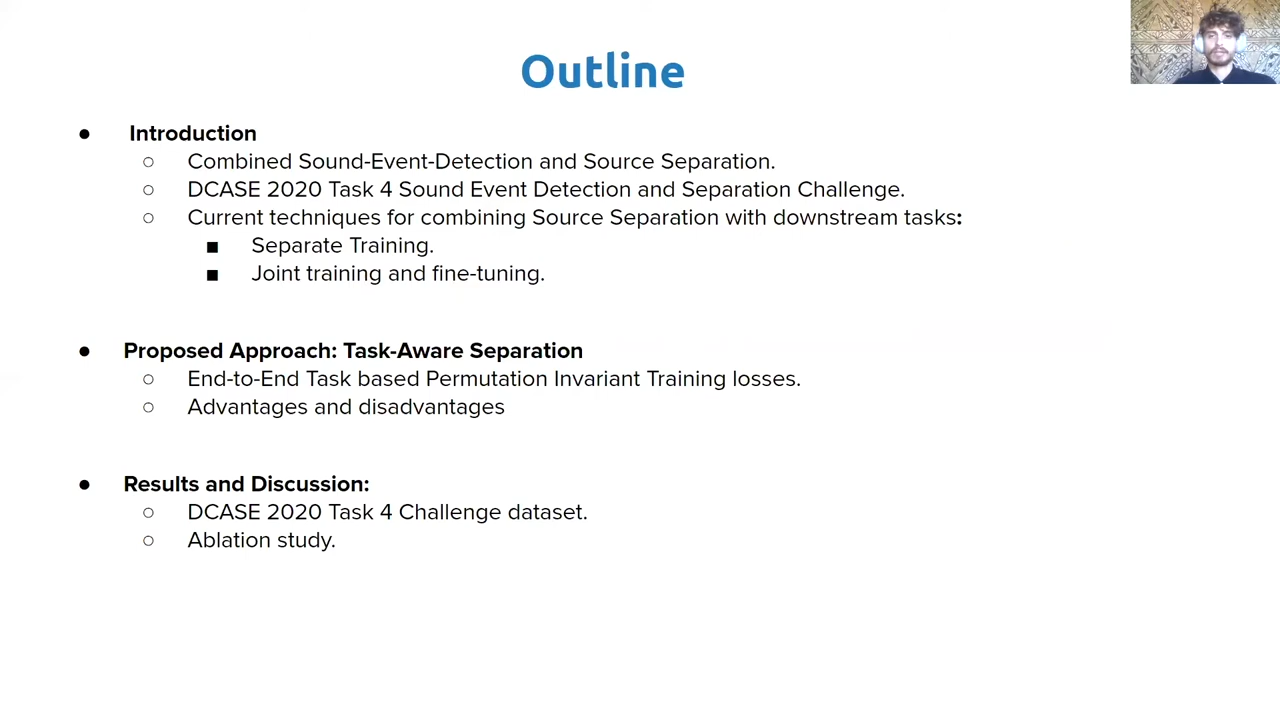 Outline
● Introduction
○ Combined Sound-Event-Detection and Source Separation.
○ DCASE 2020 Task 4 Sound Event Detection and Separation Challenge.
○ Current techniques for combining Source Separation with downstream tasks:
■ Separate Training.
■ Joint training and fine-tuning.
● Proposed Approach: Task-Aware Separation
○ End-to-End Task based Permutation Invariant Training losses.
○ Advantages and disadvantages
● Results and Discussion:
○ DCASE 2020 Task 4 Challenge dataset.
○ Ablation study.